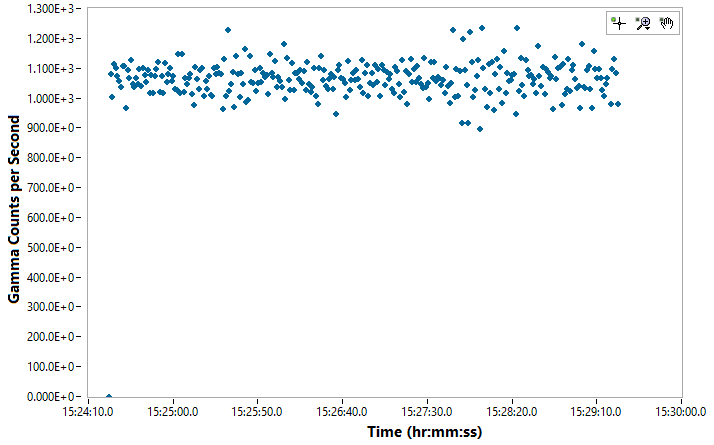 1.300E+3
1.200E+3
1.100E+3
1.000E+3
900.0E+0
800.0E+0
700.0E+0
600.0E+0
500.0E+0
400.0E+0
300.0E+0
200.0E+0
100.0E+0
0.000E+0
Gamma Counts per Second
15:24:10.0 15:25:00.0 15:25:50.0 15:26:40.0 15:27:30.0 15:28:20.0 15:29:10.0 15:30:00.0
Time (hr:mm:ss)